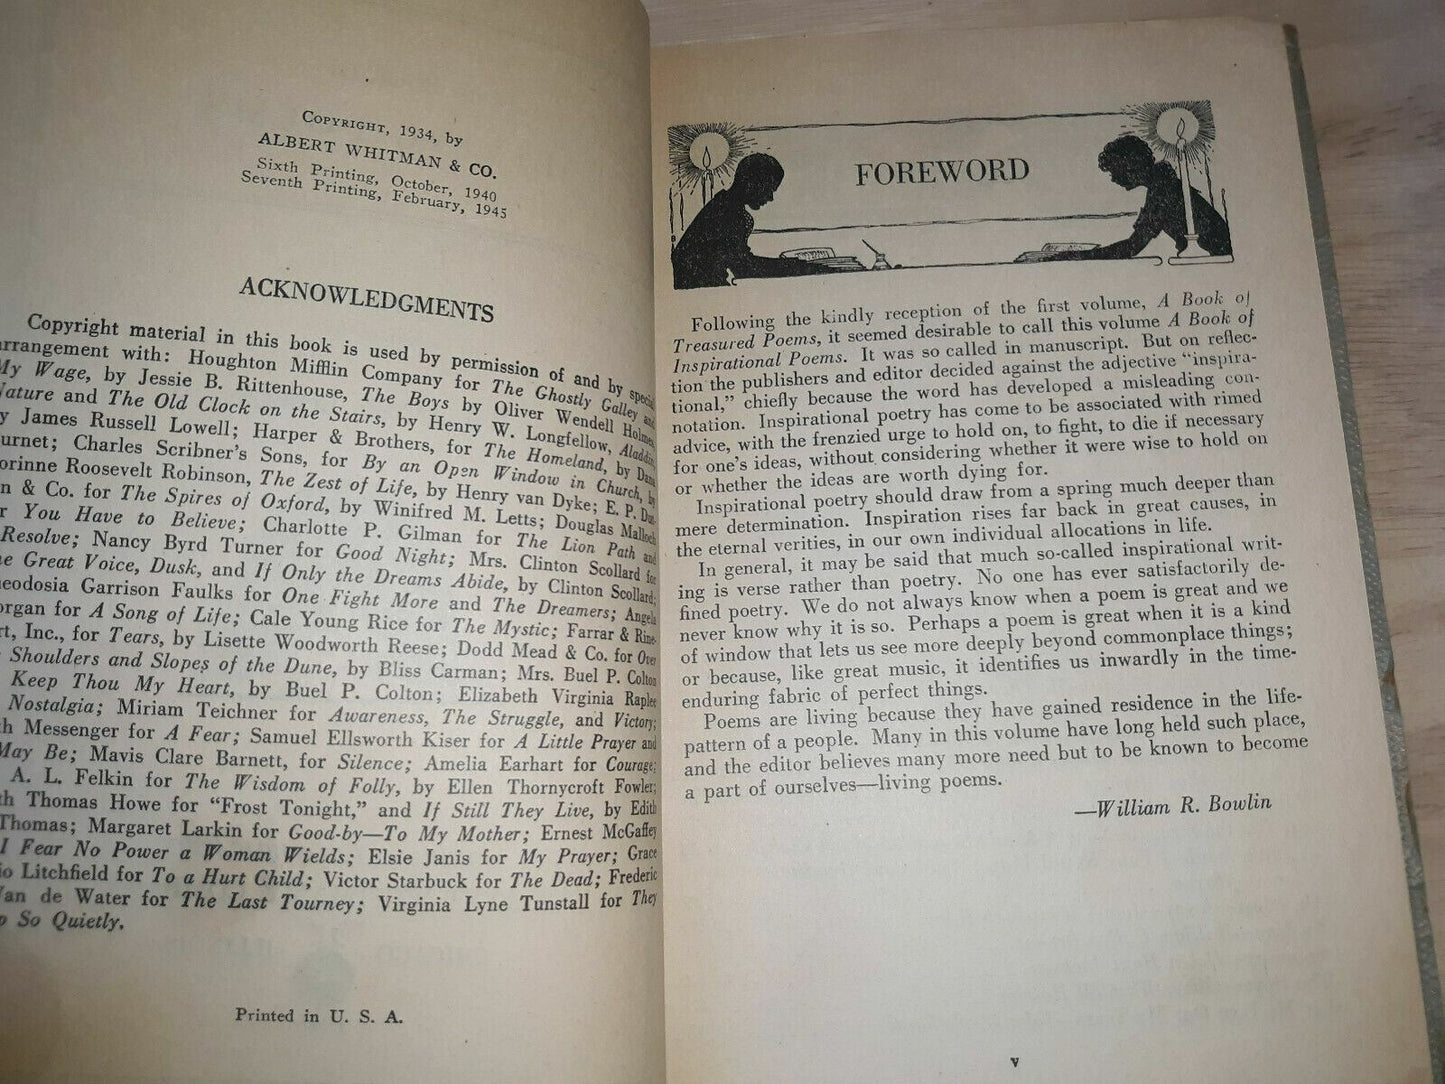 COPYRIGHT, 1934, by
ALBERT WHITMAN & CO.
Sixth Printing, October, 1940
Seventh Printing, February, 1945
ACKNOWLEDGMENTS
Copyright material in this book is used by permission of and by special
arrangement with: Houghton Mifflin Company for The Ghostly Galley and
My Wage, by Jessie B. Rittenhouse, The Boys by Oliver Wendell Holmes,
Nature and The Old Clock on the Stairs, by Henry W. Longfellow, Aladdin,
by James Russell Lowell; Harper & Brothers, for The Homeland, by Dana
urnet; Charles Scribner's Sons, for By an Open Window in Church, by
orinne Roosevelt Robinson, The Zest of Life, by Henry van Dyke; E. P. Dut-
n & Co. for The Spires of Oxford, by Winifred M. Letts; Douglas Malloch
r You Have to Believe; Charlotte P. Gilman for The Lion Path and
Resolve; Nancy Byrd Turner for Good Night; Mrs. Clinton Scollard for
he Great Voice, Dusk, and If Only the Dreams Abide, by Clinton Scollard;
heodosia Garrison Faulks for One Fight More and The Dreamers; Angela
organ for A Song of Life; Cale Young Rice for The Mystic; Farrar & Rine-
rt, Inc., for Tears, by Lisette Woodworth Reese; Dodd Mead & Co. for Over
Shoulders and Slopes of the Dune, by Bliss Carman; Mrs. Buel P. Colton
Keep Thou My Heart, by Buel P. Colton; Elizabeth Virginia Raplee
Nostalgia; Miriam Teichner for Awareness, The Struggle, and Victory;
th Messenger for A Fear; Samuel Ellsworth Kiser for A Little Prayer and
May Be; Mavis Clare Barnett, for Silence; Amelia Earhart for Courage;
A. L. Felkin for The Wisdom of Folly, by Ellen Thornycroft Fowler;
th Thomas Howe for "Frost Tonight," and If Still They Live, by Edith
Thomas; Margaret Larkin for Good-by—To My Mother; Ernest McGaffey
I Fear No Power a Woman Wields; Elsie Janis for My Prayer; Grace
io Litchfield for To a Hurt Child; Victor Starbuck for The Dead; Frederic
Van de Water for The Last Tourney; Virginia Lyne Tunstall for They
p So Quietly.
Printed in U. S. A.
FOREWORD
Following the kindly reception of the first volume, A Book of
Treasured Poems, it seemed desirable to call this volume A Book of
Inspirational Poems. It was so called in manuscript. But on reflec-
tion the publishers and editor decided against the adjective "inspira-
tional," chiefly because the word has developed a misleading con-
notation. Inspirational poetry has come to be associated with rimed
advice, with the frenzied urge to hold on, to fight, to die if necessary
for one's ideas, without considering whether it were wise to hold on
or whether the ideas are worth dying for.
Inspirational poetry should draw from a spring much deeper than
mere determination. Inspiration rises far back in great causes, in
the eternal verities, in our own individual allocations in life.
In general, it may be said that much so-called inspirational writ-
ing is verse rather than poetry. No one has ever satisfactorily de-
fined poetry. We do not always know when a poem is great and we
never know why it is so. Perhaps a poem is great when it is a kind
of window that lets us see more deeply beyond commonplace things;
or because, like great music, it identifies us inwardly in the time-
enduring fabric of perfect things.
Poems are living because they have gained residence in the life-
pattern of a people. Many in this volume have long held such place,
and the editor believes many more need but to be known to become
a part of ourselves—living poems.
—William R. Bowlin
v